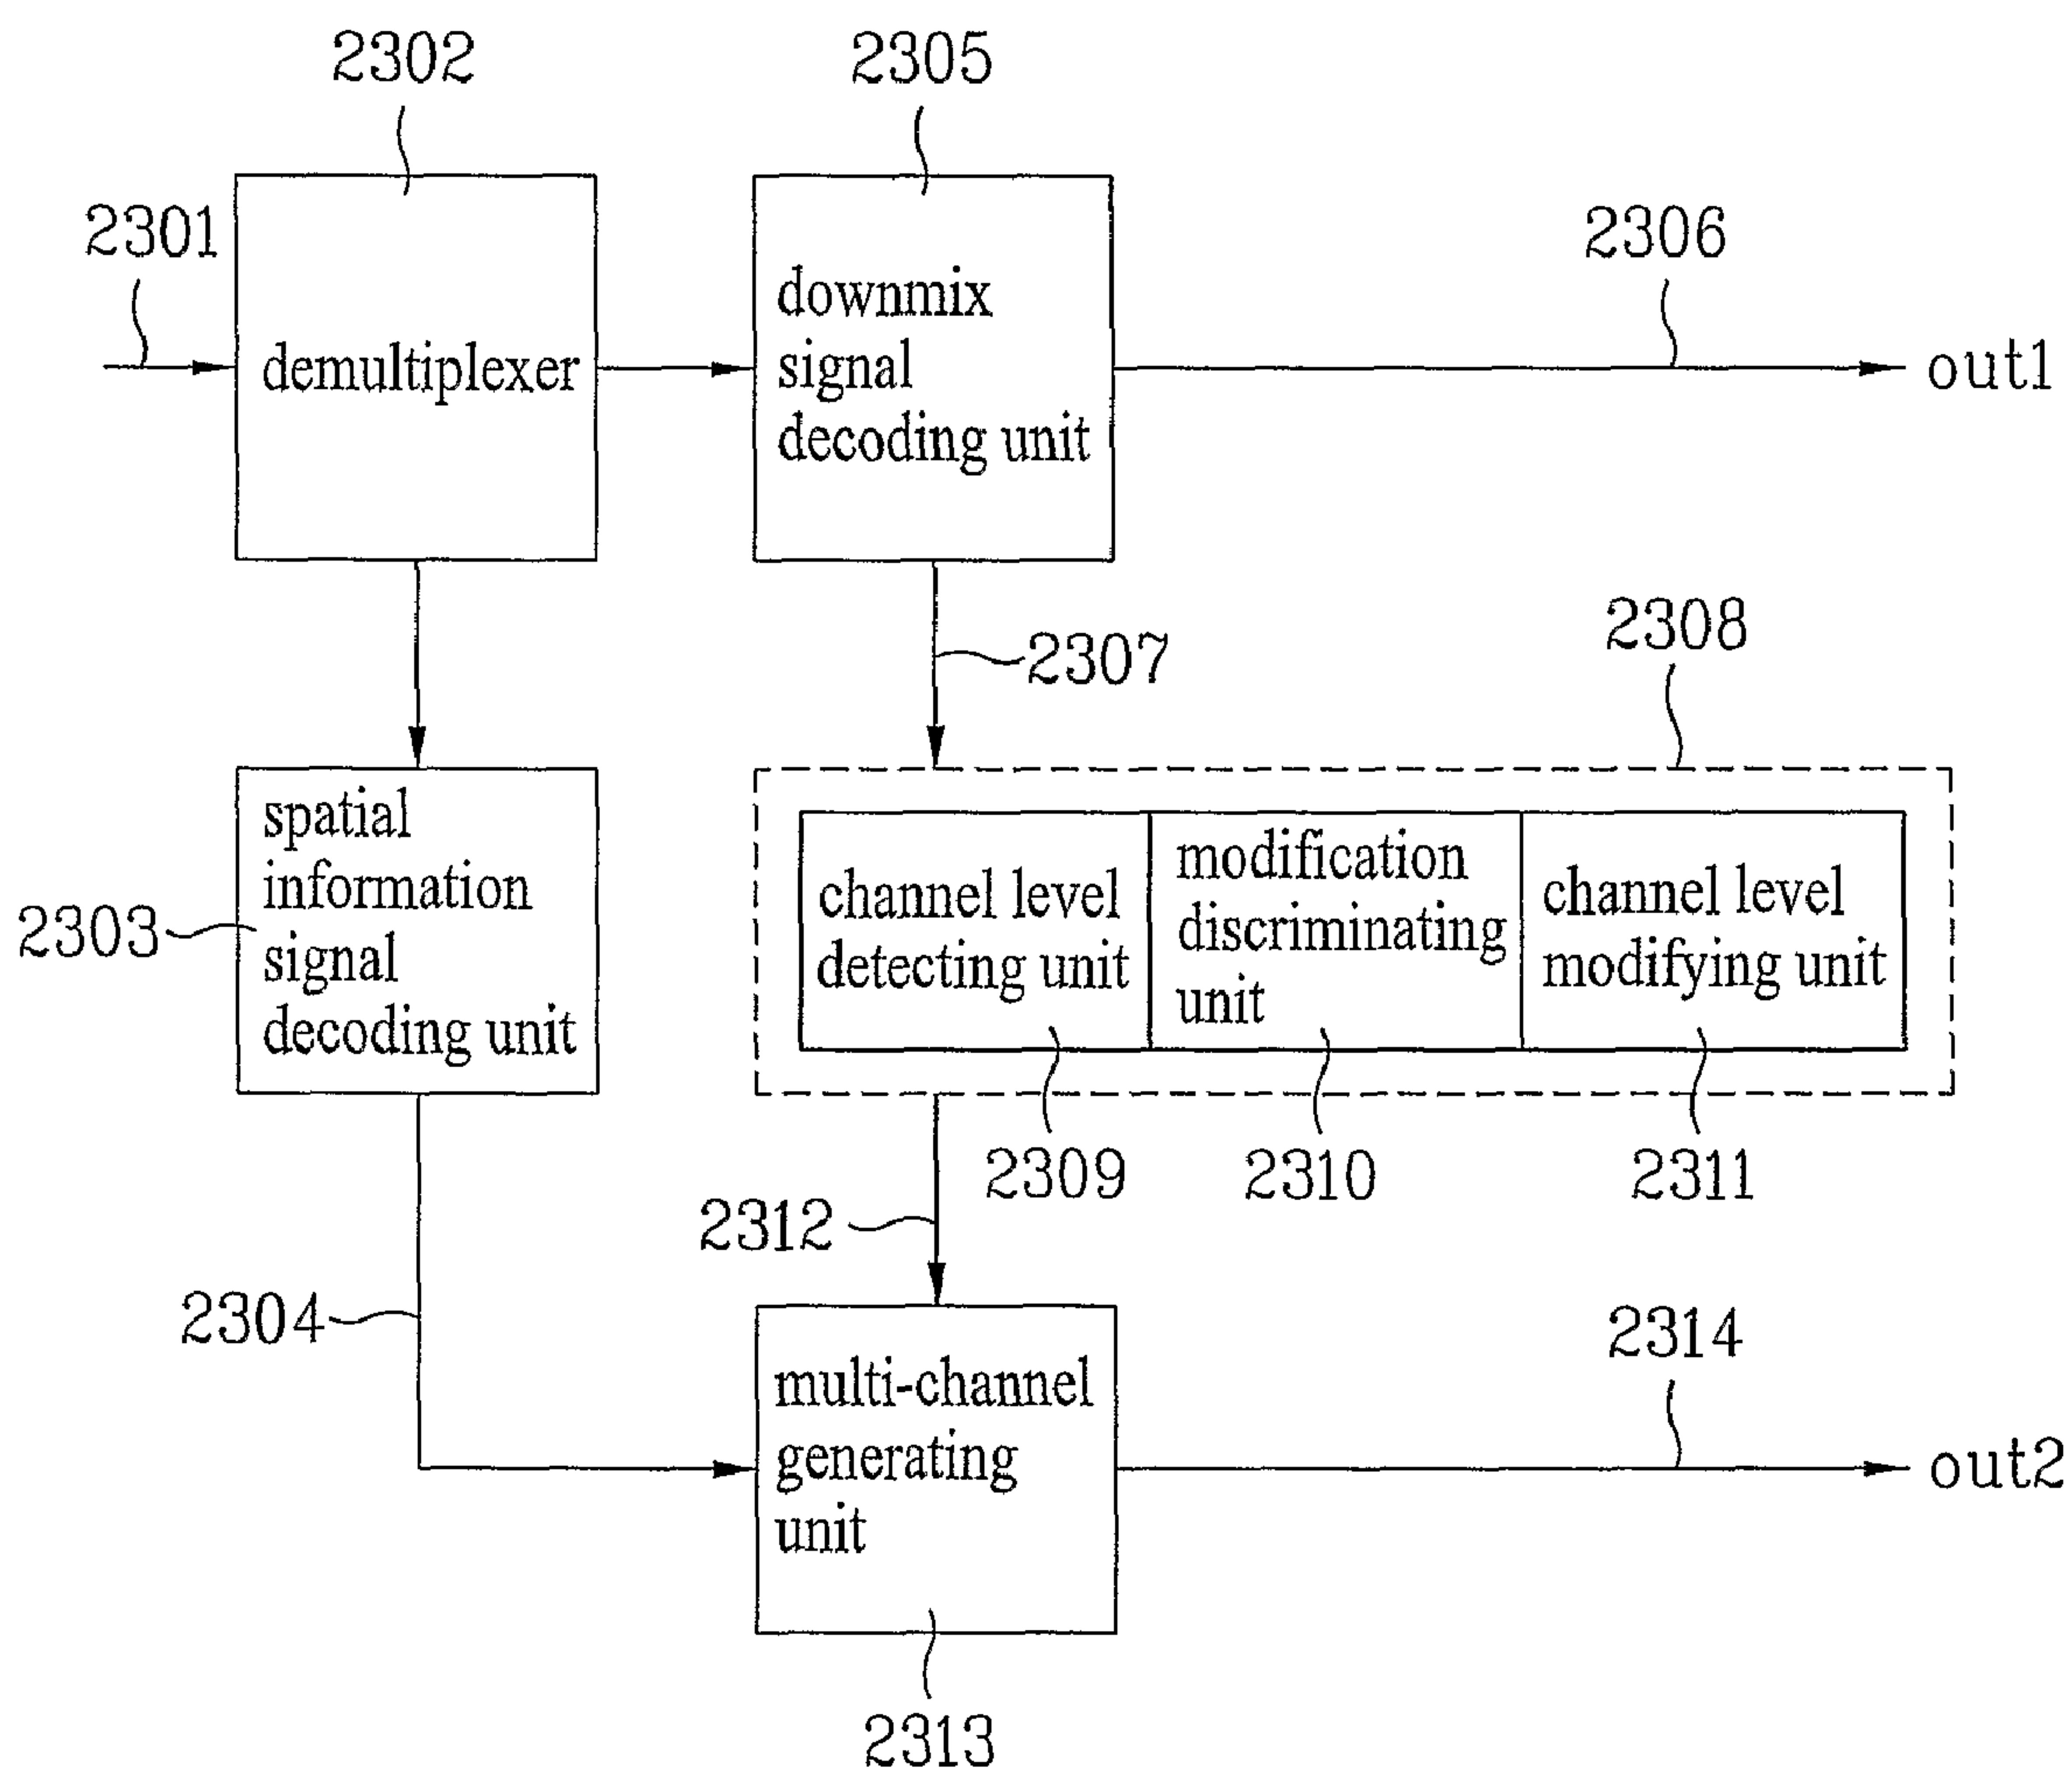 2302
2305
2301
2306
demultiplexer
downmix
signal
decoding unit
out1
2307
2308
spatial
information
signal
decoding unit
2303
channel level
detecting unit
modification
discriminating
unit
channel level
modifying unit
2309
2310
2311
2312
2304
multi-channel
generating
unit
2314
out2
2313